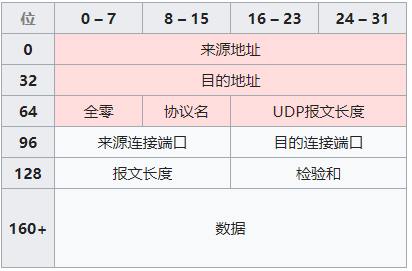 位 0 – 7 8 – 15 16 – 23 24 – 31
0 来源地址
32 目的地址
64 全零 协议名 UDP报文长度
96 来源连接端口 目的连接端口
128 报文长度 检验和
160+ 数据